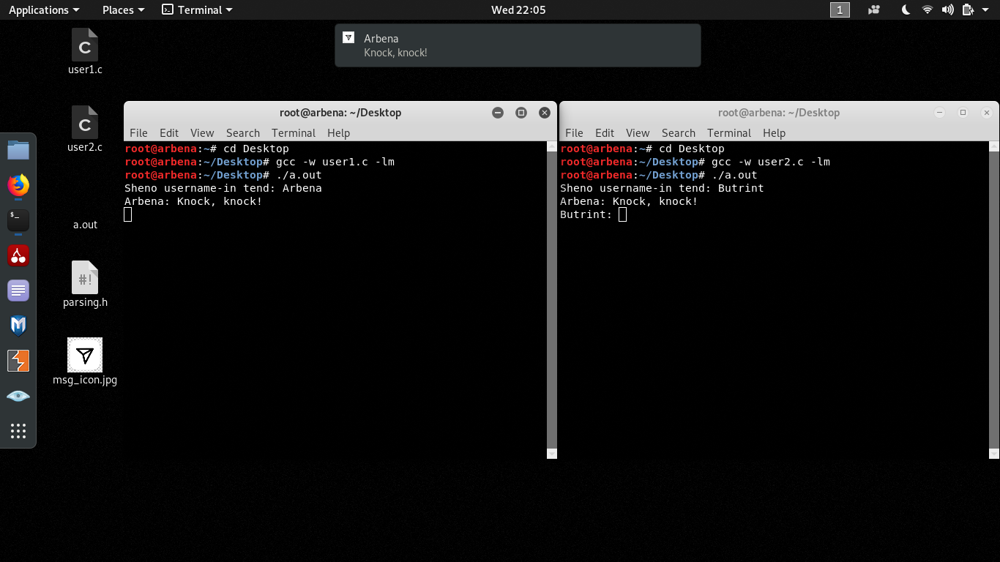 Applications Places Terminal Wed 22:05 1
Arbena
Knock, knock!
user1.c
user2.c
a.out
#!
parsing.h
msg_icon.jpg
root@arbena: ~/Desktop
File Edit View Search Terminal Help
root@arbena:~# cd Desktop
root@arbena:~/Desktop# gcc -w user1.c -lm
root@arbena:~/Desktop# ./a.out
Sheno username-in tend: Arbena
Arbena: Knock, knock!
root@arbena: ~/Desktop
File Edit View Search Terminal Help
root@arbena:~# cd Desktop
root@arbena:~/Desktop# gcc -w user2.c -lm
root@arbena:~/Desktop# ./a.out
Sheno username-in tend: Butrint
Arbena: Knock, knock!
Butrint: